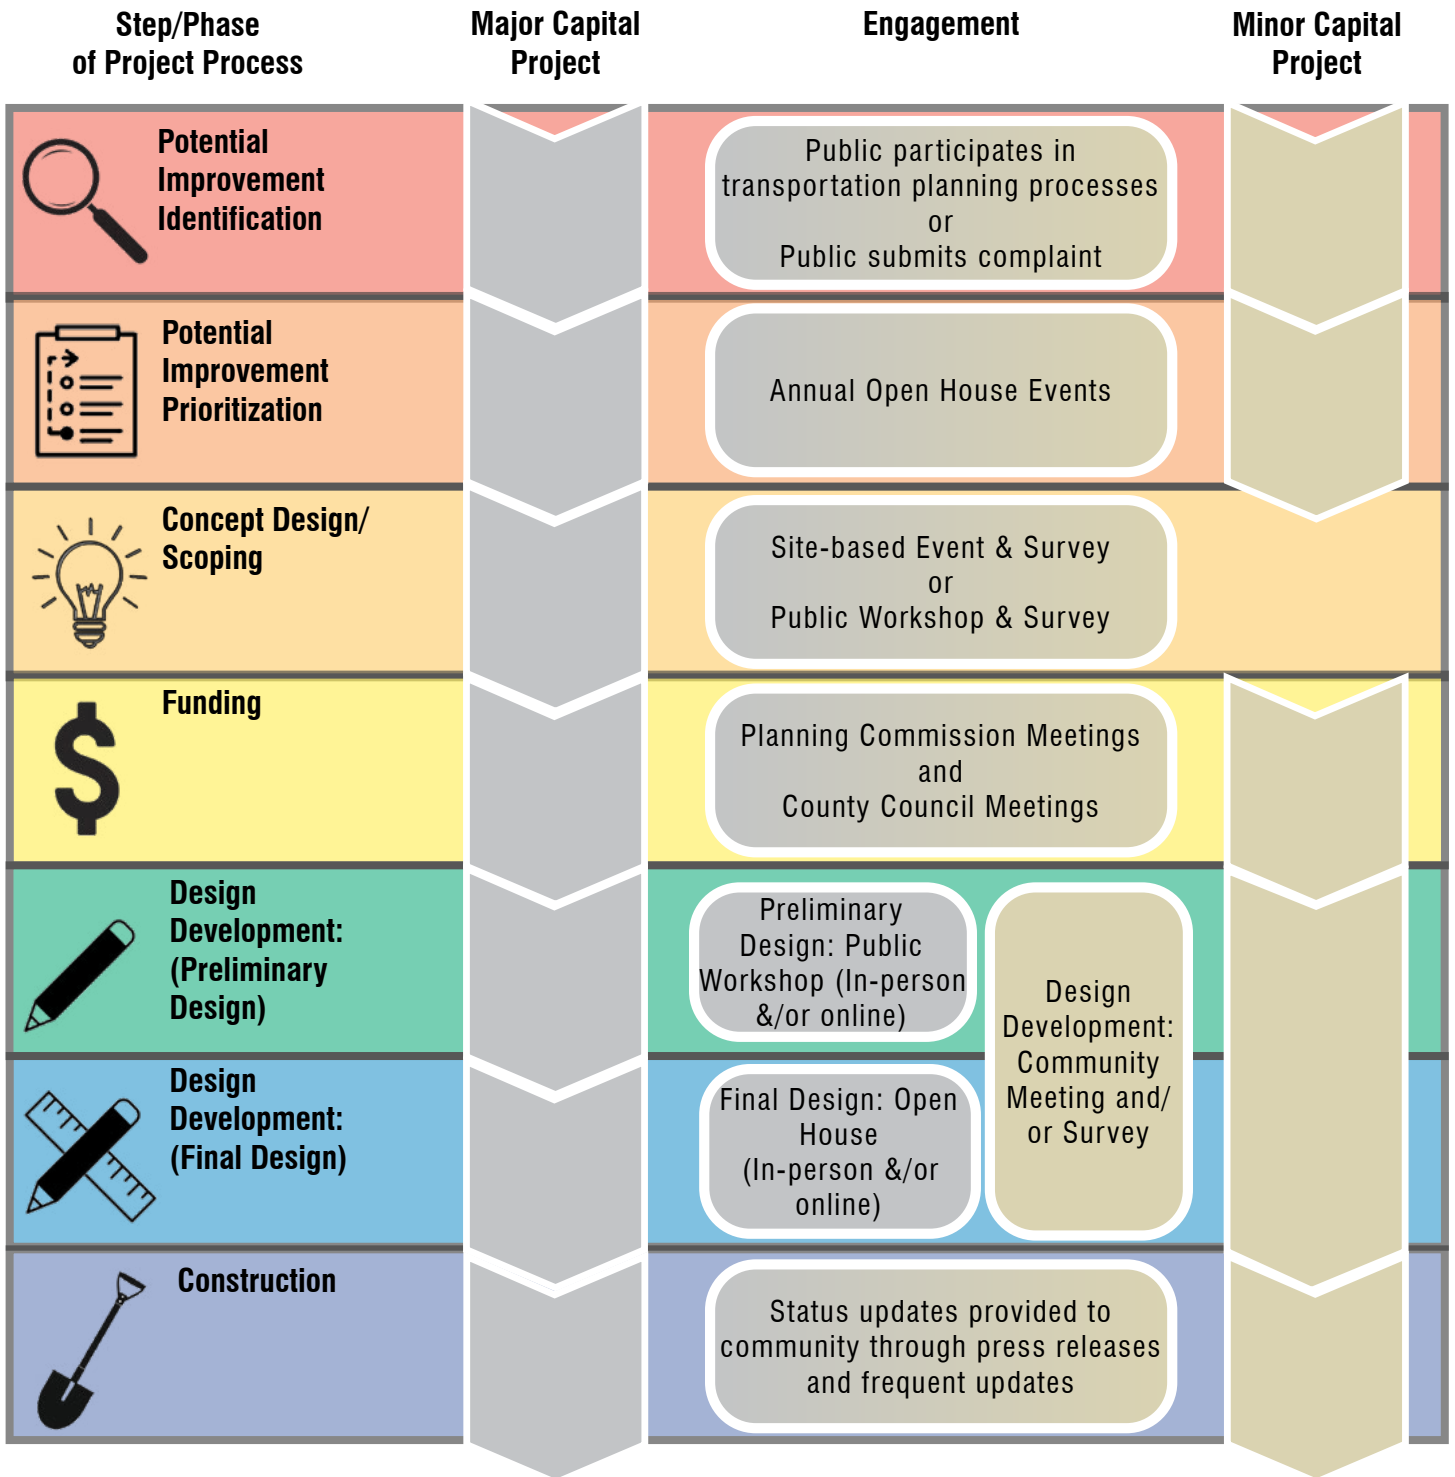 Step/Phase
of Project Process
Major Capital
Project
Engagement
Minor Capital
Project
Potential
Improvement
Identification
Public participates in
transportation planning processes
or
Public submits complaint
Potential
Improvement
Prioritization
Annual Open House Events
Concept Design/
Scoping
Site-based Event & Survey
or
Public Workshop & Survey
Funding
Planning Commission Meetings
and
County Council Meetings
Design
Development:
(Preliminary
Design)
Preliminary
Design: Public
Workshop (In-person
&/or online)
Design
Development:
Community
Meeting and/
or Survey
Design
Development:
(Final Design)
Final Design: Open
House
(In-person &/or
online)
Construction
Status updates provided to
community through press releases
and frequent updates